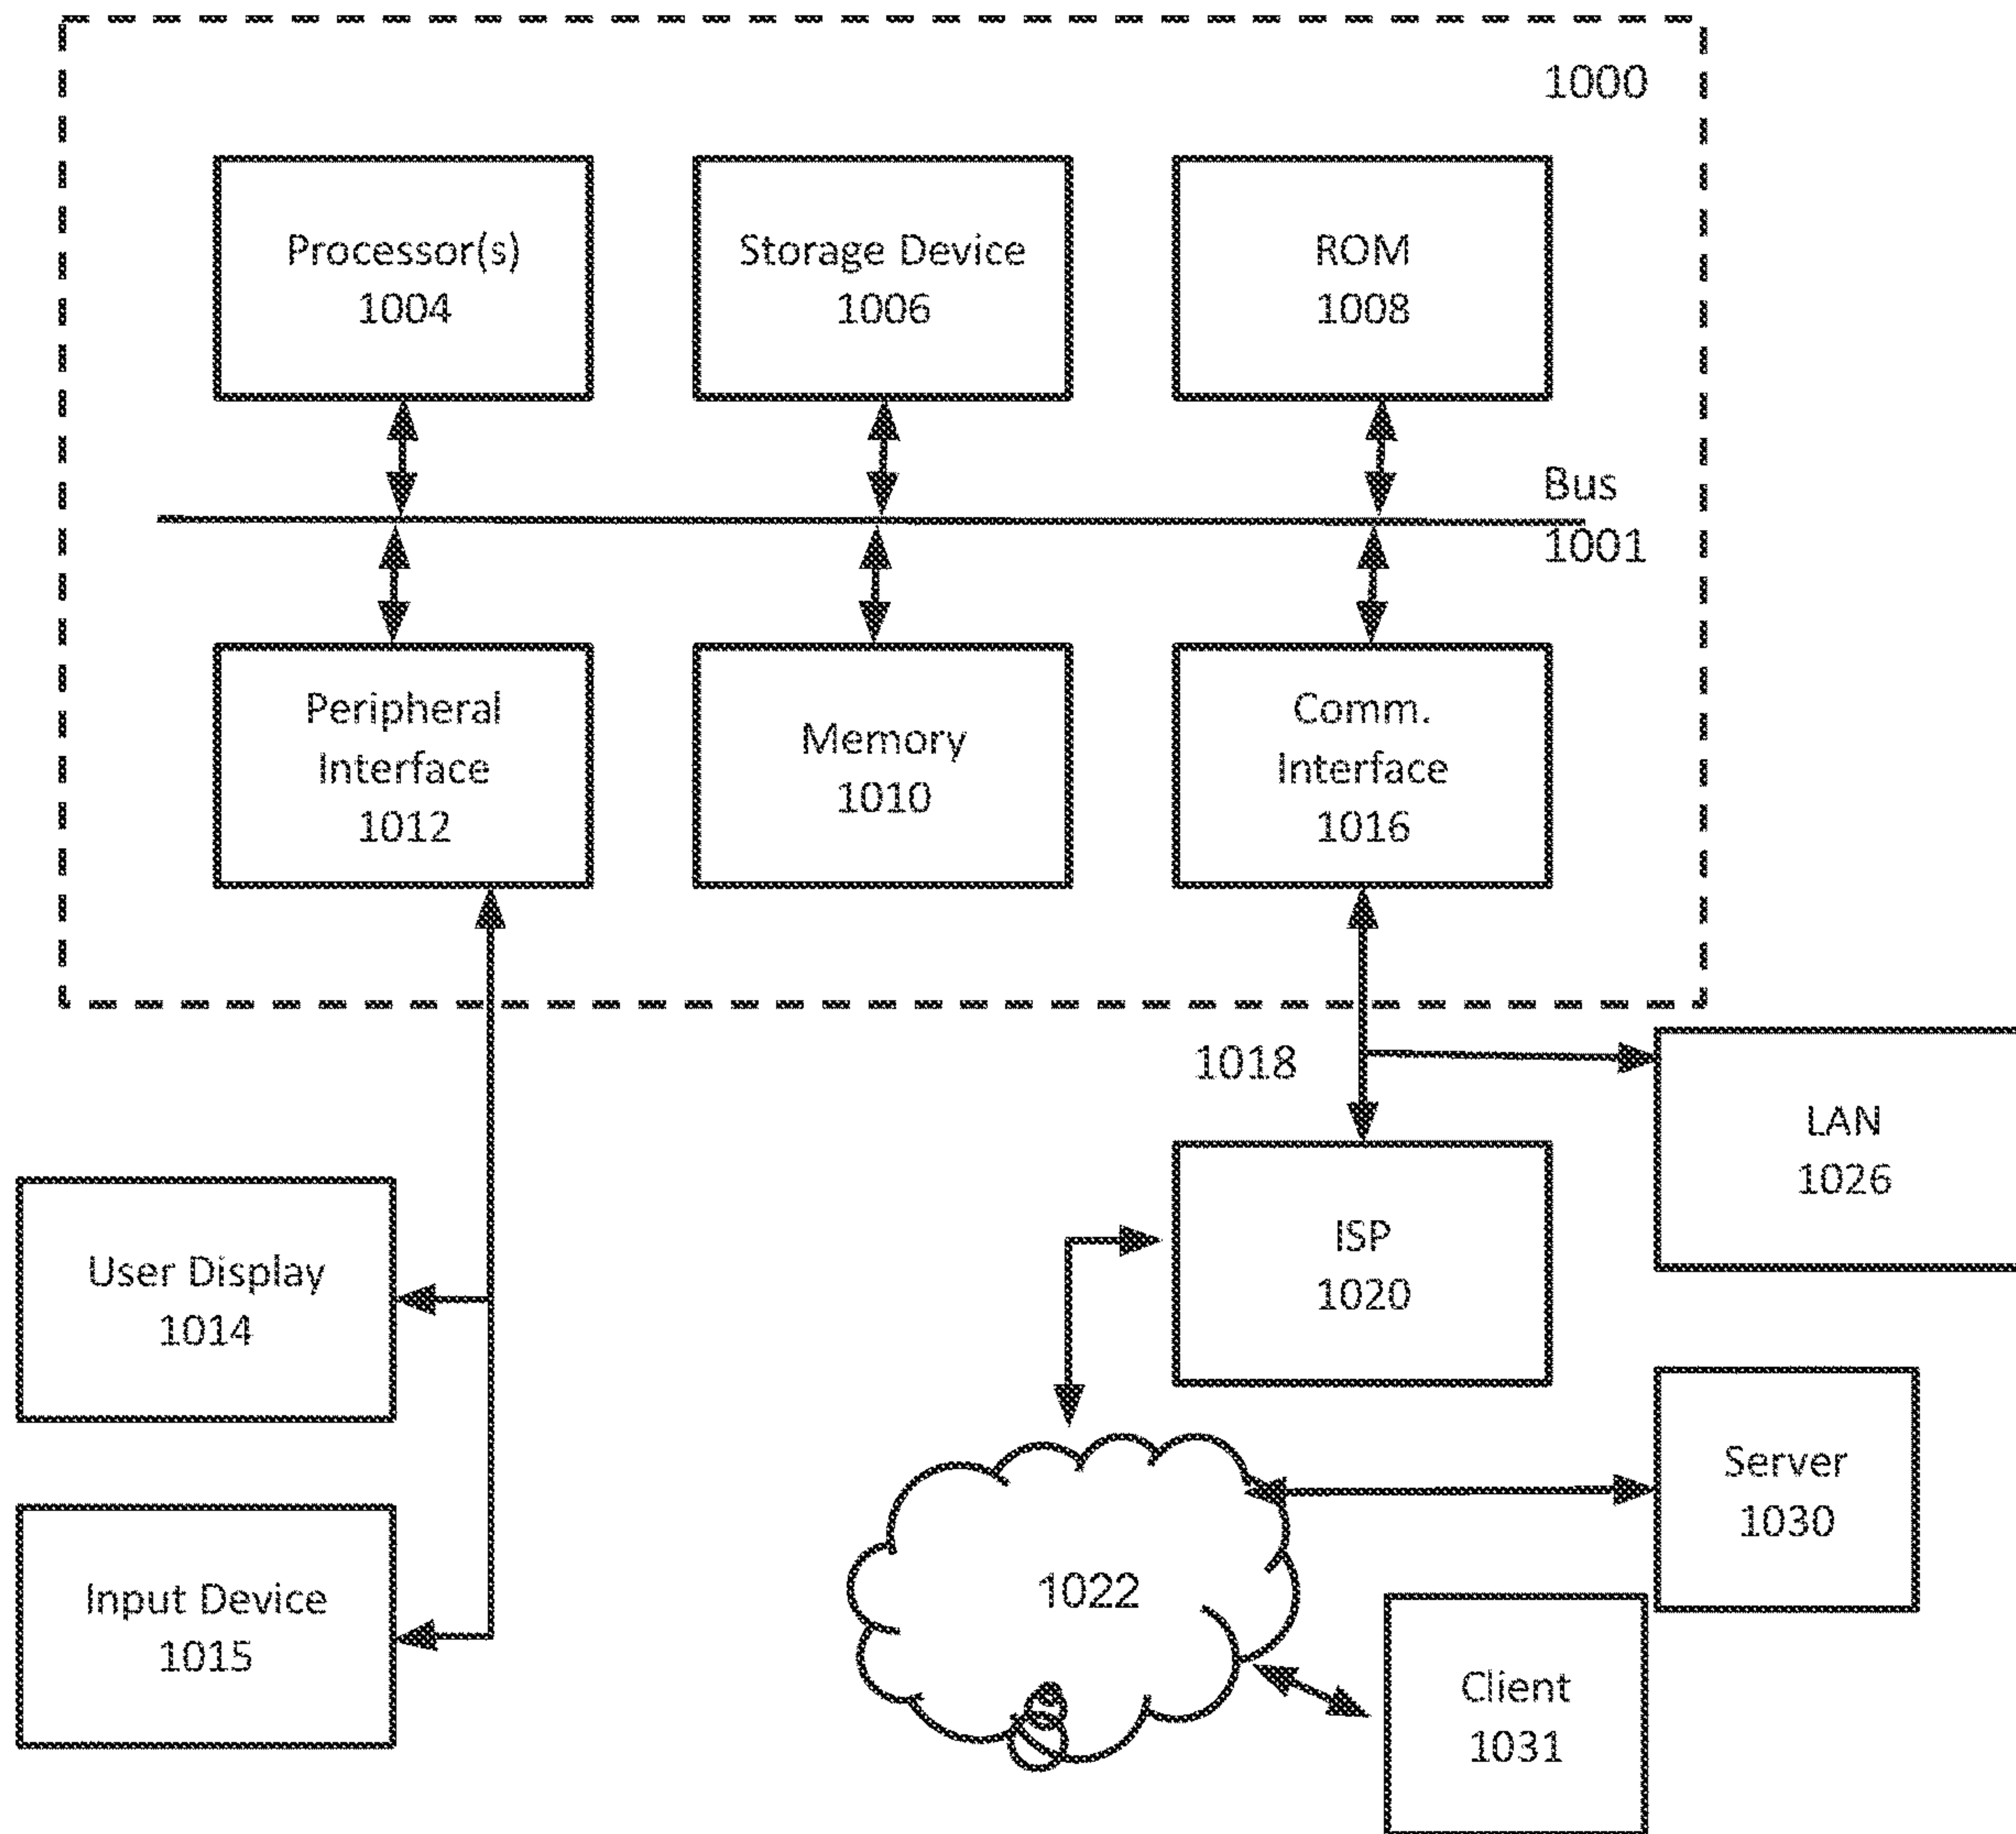 1000
Processor(s)
1004
Storage Device
1006
ROM
1008
Bus
1001
Peripheral
Interface
1012
Memory
1010
Comm.
Interface
1016
1018
LAN
1026
ISP
1020
User Display
1014
Server
1030
Input Device
1015
1022
Client
1031